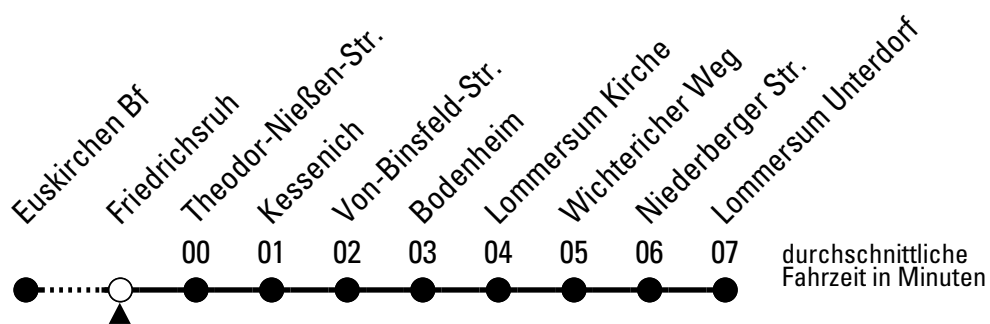 Euskirchen Bf
Friedrichsruh
Theodor-Nießen-Str.
Kessenich
Von-Binsfeld-Str.
Bodenheim
Lommersum Kirche
Wichtericher Weg
Niederberger Str.
Lommersum Unterdorf
00 01 02 03 04 05 06 07
durchschnittliche
Fahrzeit in Minuten